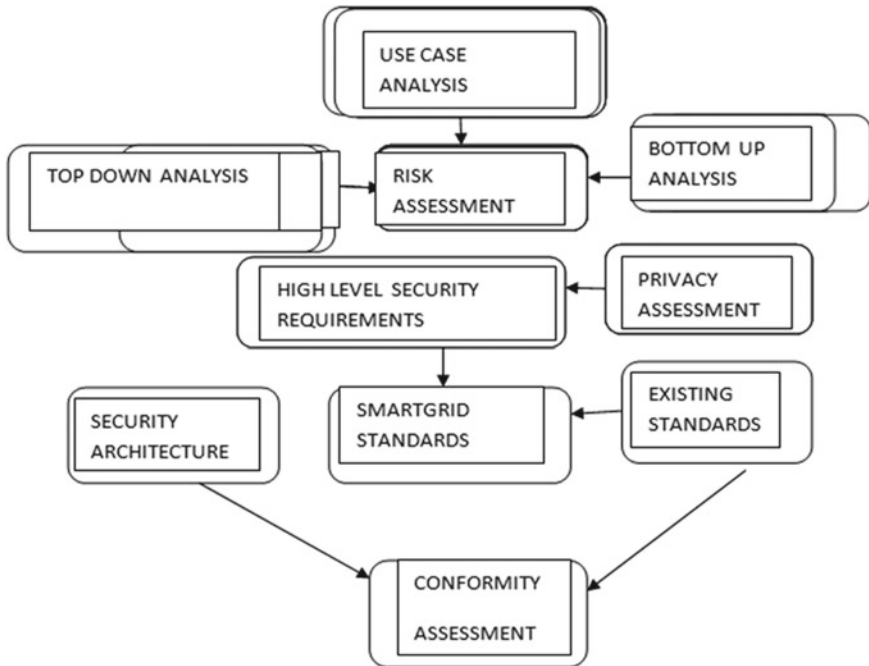 USE CASE
ANALYSIS
TOP DOWN ANALYSIS
RISK
ASSESSMENT
BOTTOM UP
ANALYSIS
HIGH LEVEL SECURITY
REQUIREMENTS
PRIVACY
ASSESSMENT
SECURITY
ARCHITECTURE
SMARTGRID
STANDARDS
EXISTING
STANDARDS
CONFORMITY
ASSESSMENT